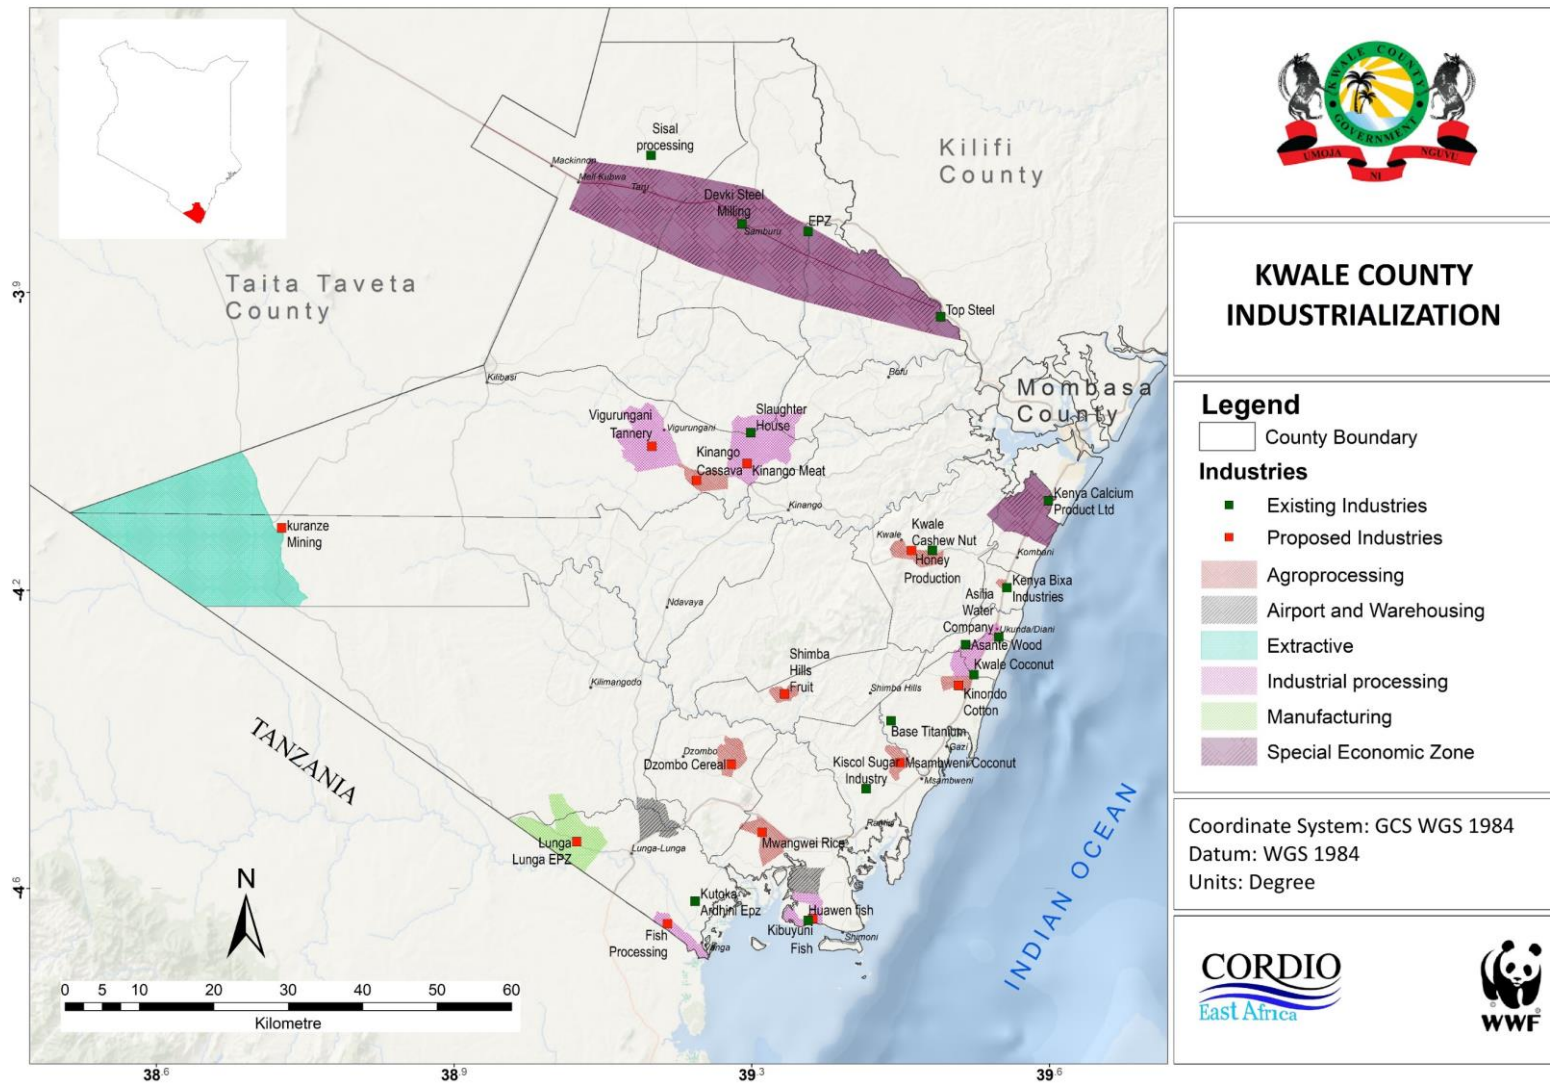 Sisal
processing
Mackinnon
Meli Kubwa
Taru
Kilifi
County
Devki Steel
Milling
Samburu
EPZ
Taita Taveta
County
Top Steel
Kilibasi
Bofu
Mombasa
County
Vigurungani
Tannery
Vigurungani
Slaughter
House
Kinango
Cassava
Kinango Meat
Kinango
Kenya Calcium
Product Ltd
kuranze
Mining
Kwale
Kwale
Cashew Nut
Honey
Production
Kombani
Kenya Bixa
Industries
Asilia
Water
Company
Ukunda/Diani
Asante Wood
Ndavaya
Kwale Coconut
Shimba
Hills
Fruit
Kilimangodo
Shimba Hills
Kinondo
Cotton
Base Titanium
Gazi
TANZANIA
Dzombo
Dzombo Cereal
Kiscol Sugar
Industry
Msambweni Coconut
Msambweni
Ramisi
Lunga
Lunga EPZ
Lunga-Lunga
Mwangwei Rice
Kutoka
Ardhini Epz
Huawen fish
Kibuyuni
Fish
Shimoni
Fish
Processing
Vanga
INDIAN OCEAN
N
0 5 10 20 30 40 50 60
Kilometre
-3.9
-4.2
-4.6
38.6 38.9 39.3 39.6
KWALE COUNTY
GOVERNMENT
UMOJA NI NGUVU
KWALE COUNTY
INDUSTRIALIZATION
Legend
County Boundary
Industries
Existing Industries
Proposed Industries
Agroprocessing
Airport and Warehousing
Extractive
Industrial processing
Manufacturing
Special Economic Zone
Coordinate System: GCS WGS 1984
Datum: WGS 1984
Units: Degree
CORDIO
East Africa
WWF